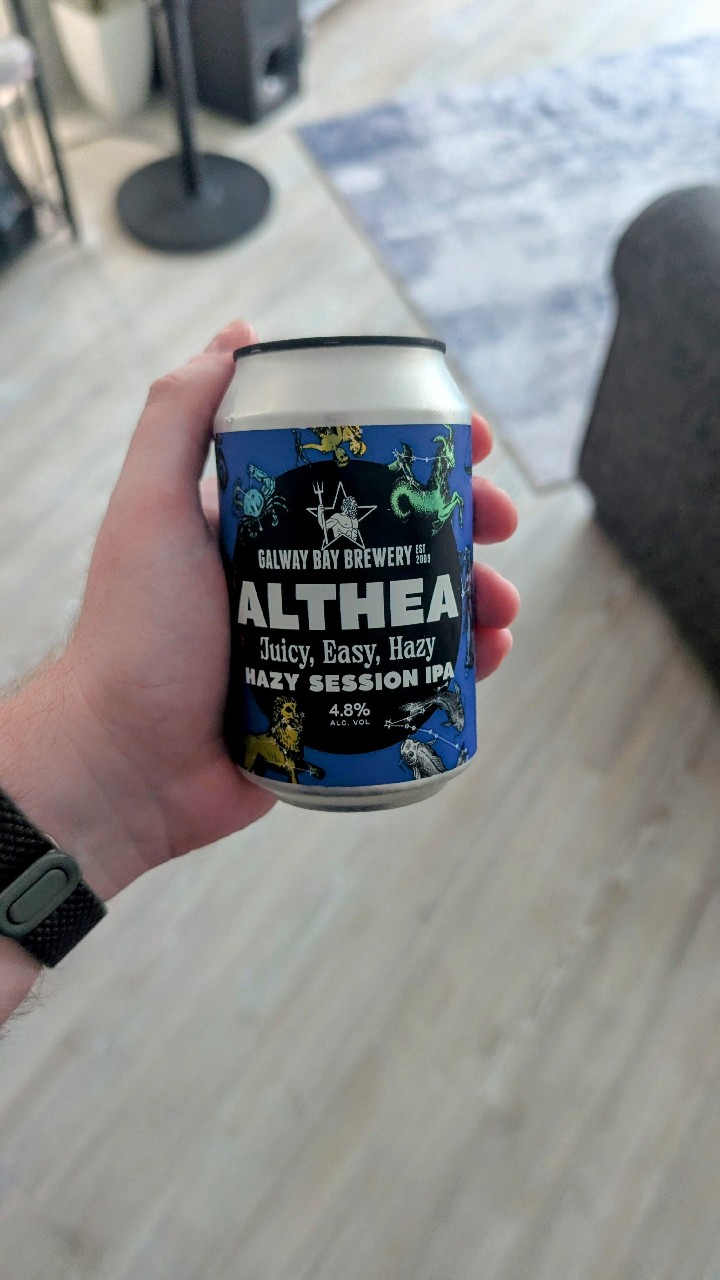 GALWAY BAY BREWERY EST 2009
ALTHEA
Juicy, Easy, Hazy
HAZY SESSION IPA
4.8%
ALC. VOL